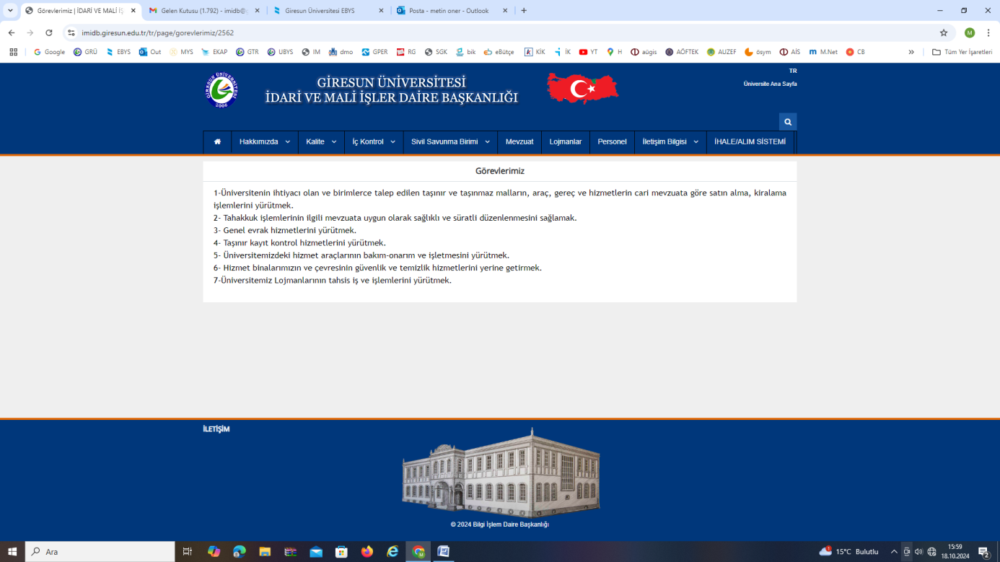 Görevlerimiz | İDARİ VE MALİ İŞ
Gelen Kutusu (1.792) - imidb@g
Giresun Üniversitesi EBYS
Posta - metin oner - Outlook
imidb.giresun.edu.tr/tr/page/gorevlerimiz/2562
M
Google GRÜ EBYS Out MYS EKAP GTR UBYS IM dmo GPER RG SGK bik eBütçe KİK İK YT H aügis AÖFTEK AUZEF ösym AİS M.Net CB » Tüm Yer İşaretleri
GİRESUN ÜNİVERSİTESİ
İDARİ VE MALİ İŞLER DAİRE BAŞKANLIĞI
GİRESUN ÜNİVERSİTESİ
2006
TR
Üniversite Ana Sayfa
Hakkımızda Kalite İç Kontrol Sivil Savunma Birimi Mevzuat Lojmanlar Personel İletişim Bilgisi İHALE/ALIM SİSTEMİ
Görevlerimiz
1-Üniversitenin ihtiyacı olan ve birimlerce talep edilen taşınır ve taşınmaz malların, araç, gereç ve hizmetlerin cari mevzuata göre satın alma, kiralama
işlemlerini yürütmek.
2- Tahakkuk işlemlerinin ilgili mevzuata uygun olarak sağlıklı ve süratli düzenlenmesini sağlamak.
3- Genel evrak hizmetlerini yürütmek.
4- Taşınır kayıt kontrol hizmetlerini yürütmek.
5- Üniversitemizdeki hizmet araçlarının bakım-onarım ve işletmesini yürütmek.
6- Hizmet binalarımızın ve çevresinin güvenlik ve temizlik hizmetlerini yerine getirmek.
7-Üniversitemiz Lojmanlarının tahsis iş ve işlemlerini yürütmek.
İLETİŞİM
© 2024 Bilgi İşlem Daire Başkanlığı
Ara
15°C Bulutlu
15:59
18.10.2024
2